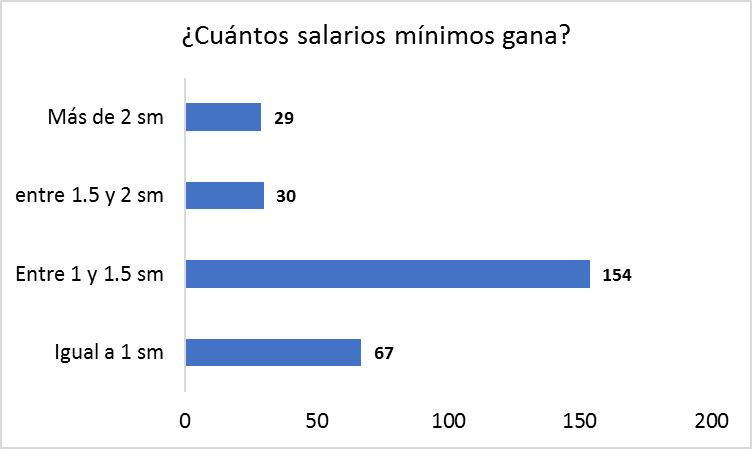 ¿Cuántos salarios mínimos gana?
Más de 2 sm
29
entre 1.5 y 2 sm
30
Entre 1 y 1.5 sm
154
Igual a 1 sm
67
0 50 100 150 200